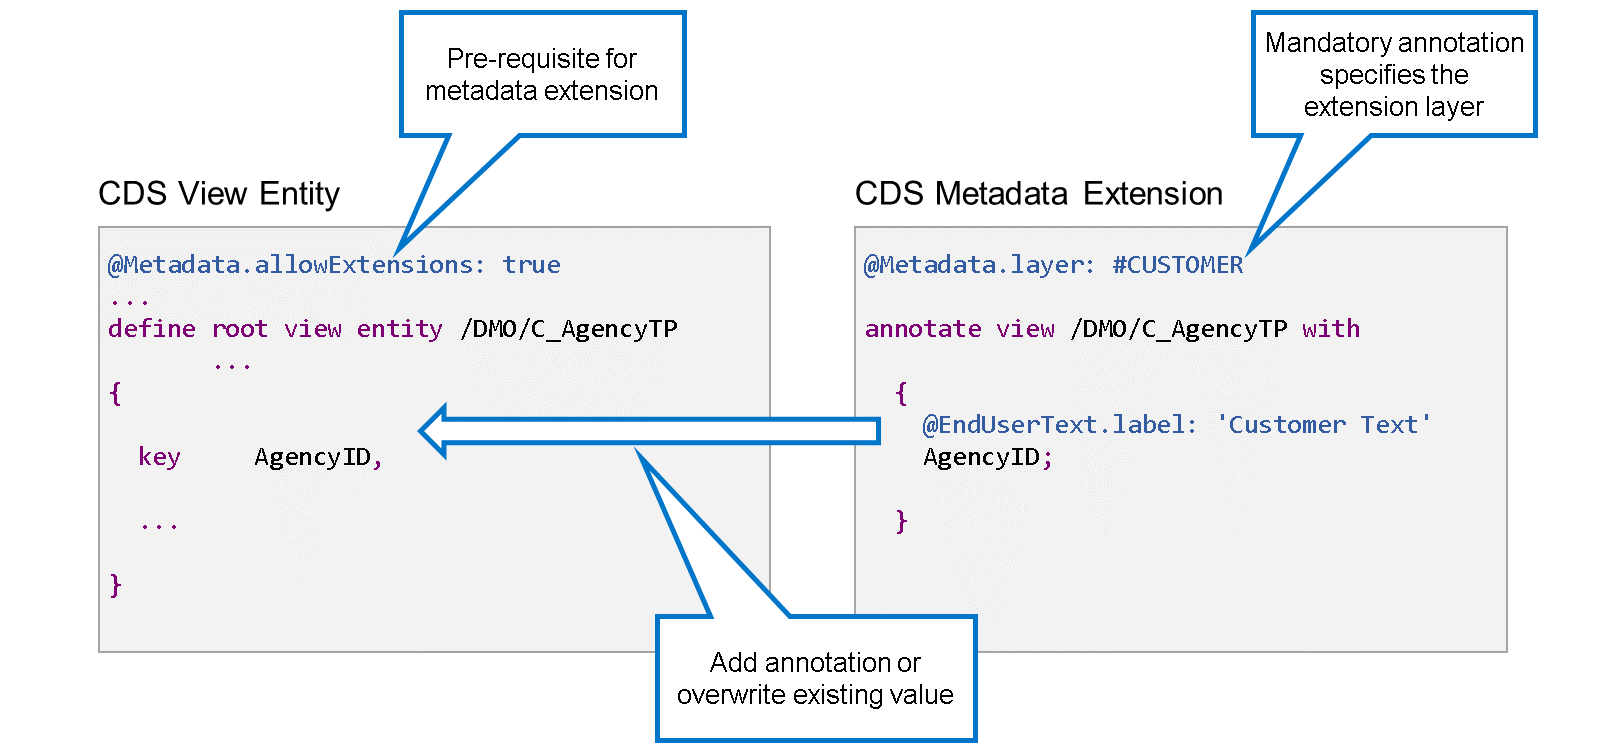 Pre-requisite for
metadata extension
Mandatory annotation
specifies the
extension layer
CDS View Entity
@Metadata.allowExtensions: true
...
define root view entity /DMO/C_AgencyTP
...
{
key AgencyID,
...
}
CDS Metadata Extension
@Metadata.layer: #CUSTOMER
annotate view /DMO/C_AgencyTP with
{
@EndUserText.label: 'Customer Text'
AgencyID;
}
Add annotation or
overwrite existing value